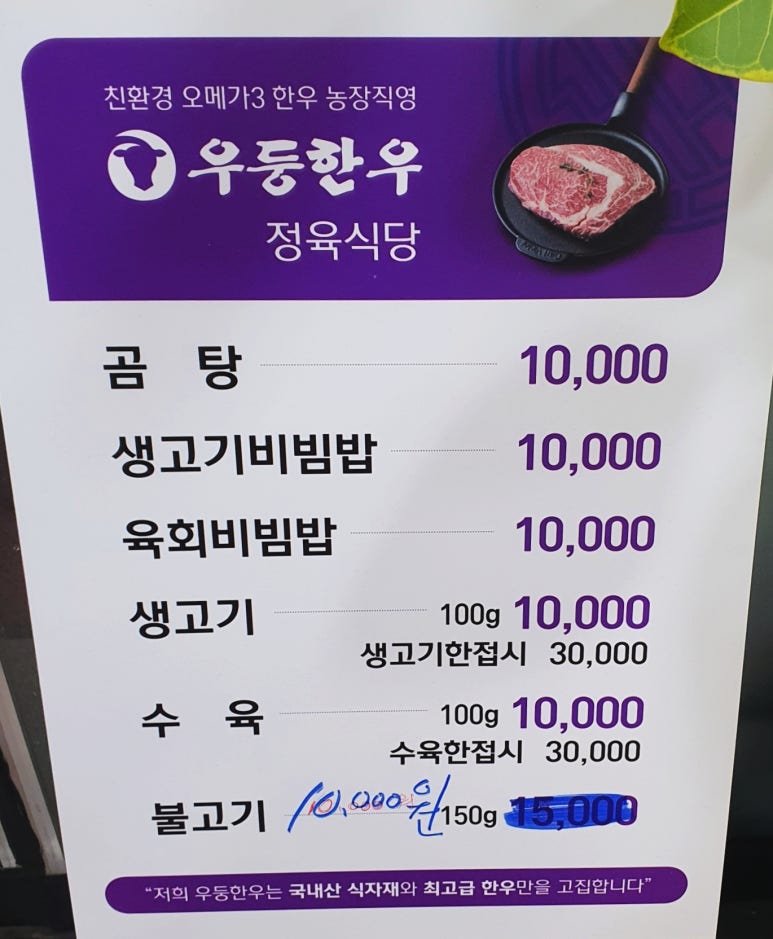 친환경 오메가3 한우 농장직영
우둥한우
정육식당
곰 탕 10,000
생고기비빔밥 10,000
육회비빔밥 10,000
생고기 100g 10,000
생고기한접시 30,000
수 육 100g 10,000
수육한접시 30,000
불고기 10.000원 150g 15,000
“저희 우둥한우는 국내산 식자재와 최고급 한우만을 고집합니다”